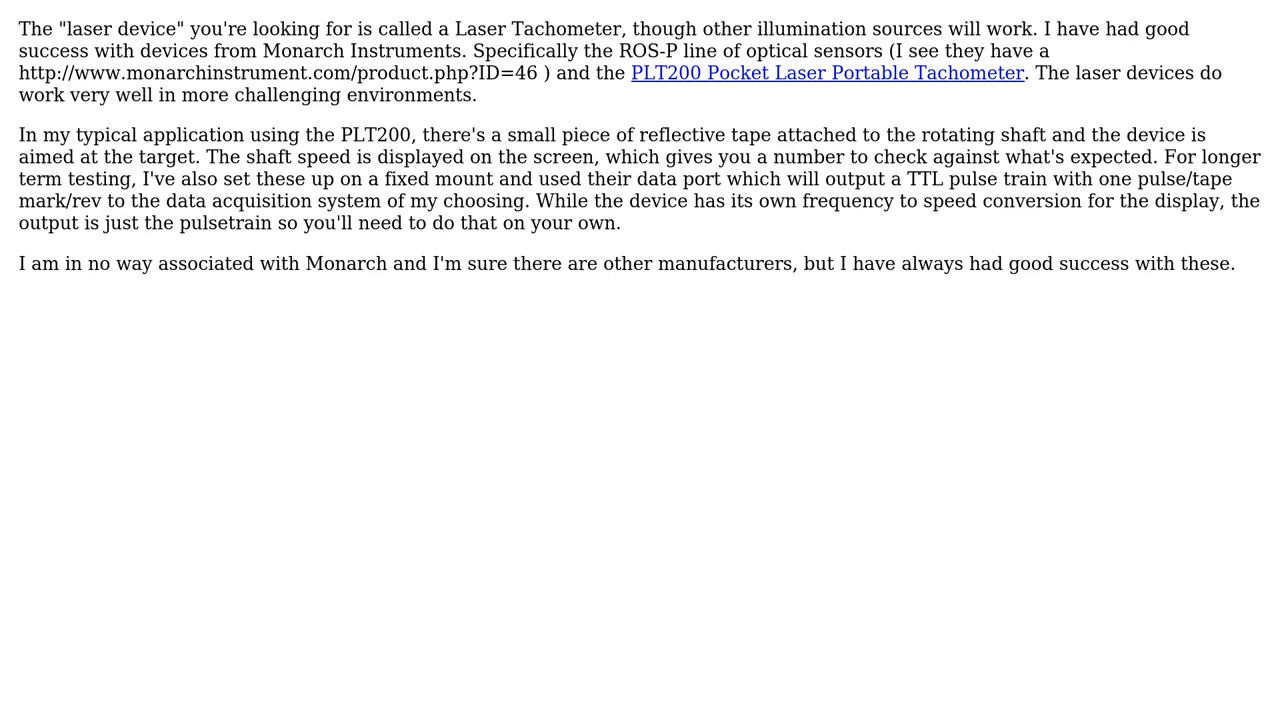 The "laser device" you're looking for is called a Laser Tachometer, though other illumination sources will work. I have had good
success with devices from Monarch Instruments. Specifically the ROS-P line of optical sensors (I see they have a
http://www.monarchinstrument.com/product.php?ID=46 ) and the PLT200 Pocket Laser Portable Tachometer. The laser devices do
work very well in more challenging environments.
In my typical application using the PLT200, there's a small piece of reflective tape attached to the rotating shaft and the device is
aimed at the target. The shaft speed is displayed on the screen, which gives you a number to check against what's expected. For longer
term testing, I've also set these up on a fixed mount and used their data port which will output a TTL pulse train with one pulse/tape
mark/rev to the data acquisition system of my choosing. While the device has its own frequency to speed conversion for the display, the
output is just the pulsetrain so you'll need to do that on your own.
I am in no way associated with Monarch and I'm sure there are other manufacturers, but I have always had good success with these.